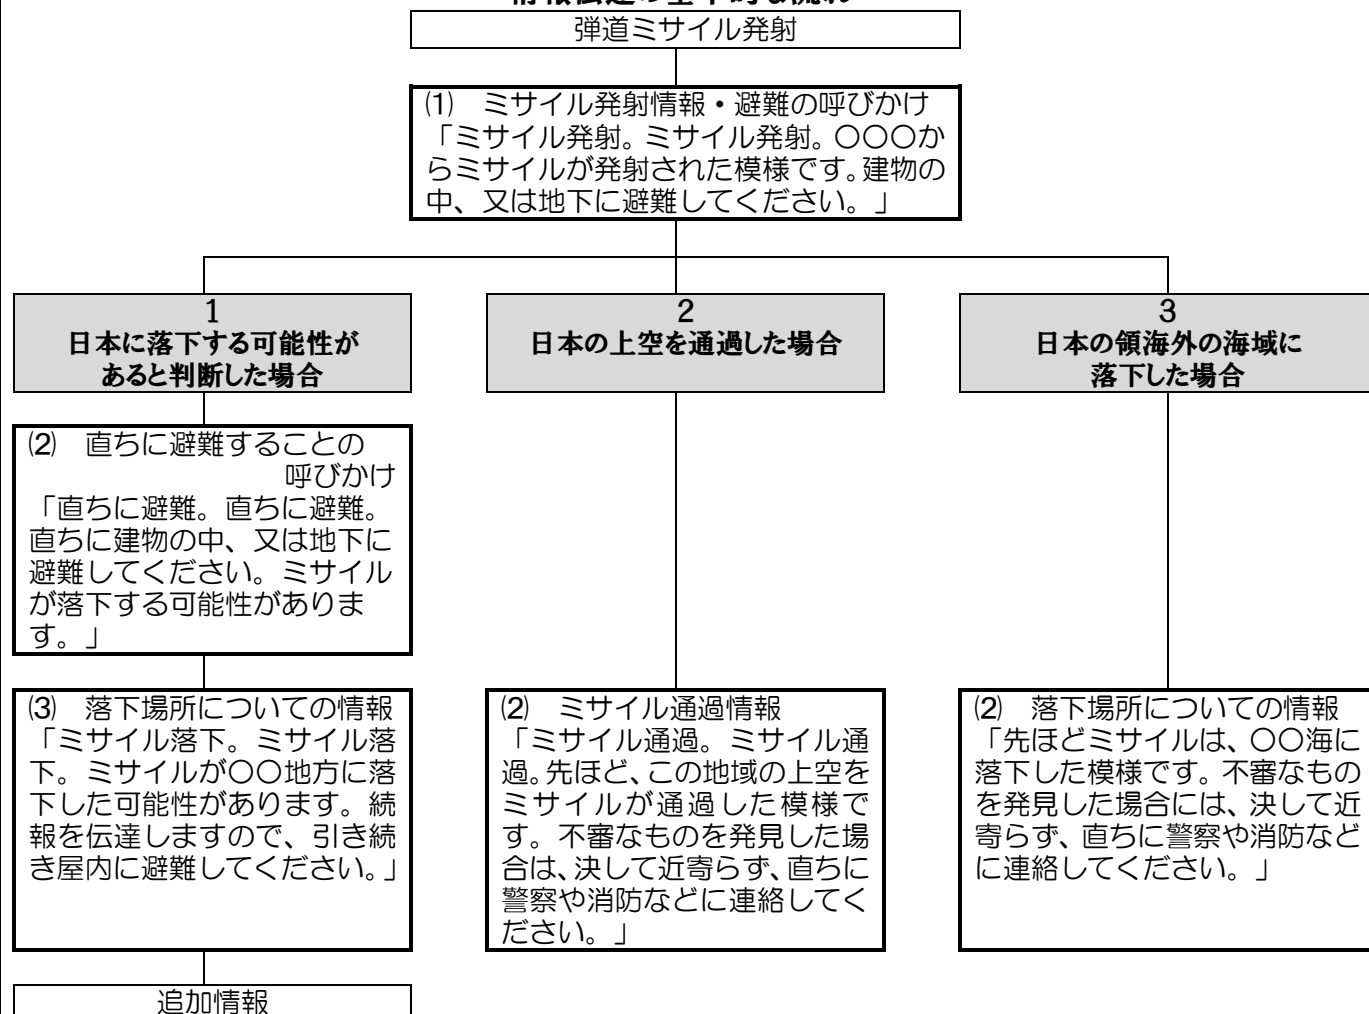 情報伝達の基本的な流れ
弾道ミサイル発射
⑴　ミサイル発射情報・避難の呼びかけ
「ミサイル発射。ミサイル発射。〇〇〇か
らミサイルが発射された模様です。建物の
中、又は地下に避難してください。」
1
日本に落下する可能性が
あると判断した場合
2
日本の上空を通過した場合
3
日本の領海外の海域に
落下した場合
⑵　直ちに避難することの
呼びかけ
「直ちに避難。直ちに避難。
直ちに建物の中、又は地下に
避難してください。ミサイル
が落下する可能性がありま
す。」
⑶　落下場所についての情報
「ミサイル落下。ミサイル落
下。ミサイルが〇〇地方に落
下した可能性があります。続
報を伝達しますので、引き続
き屋内に避難してください。」
⑵　ミサイル通過情報
「ミサイル通過。ミサイル通
過。先ほど、この地域の上空を
ミサイルが通過した模様で
す。不審なものを発見した場
合は、決して近寄らず、直ちに
警察や消防などに連絡してく
ださい。」
⑵　落下場所についての情報
「先ほどミサイルは、〇〇海に
落下した模様です。不審なもの
を発見した場合には、決して近
寄らず、直ちに警察や消防など
に連絡してください。」
追加情報